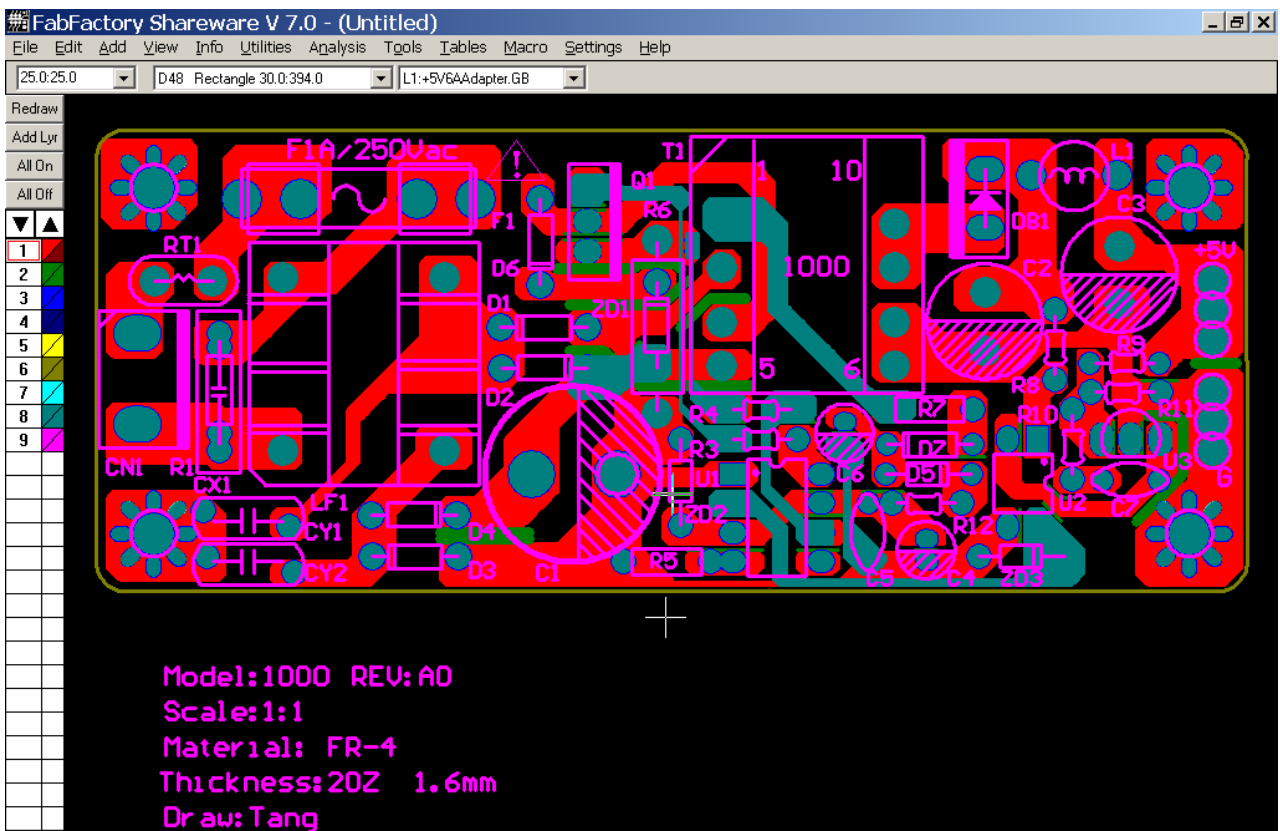 FabFactory Shareware V 7.0 - (Untitled)
File Edit Add View Info Utilities Analysis Tools Tables Macro Settings Help
25.0:25.0 D48 Rectangle 30.0:394.0 L1:+5V6AAdapter.GB
Redraw
Add Lyr
All On
All Off
1
2
3
4
5
6
7
8
9
F1A/250Vac ! T1 L1
Q1 1 10
R6 C3
F1 DB1
RT1 +5V
D6 1000 C2
D1 ZD1
R9
5 6 R8
D2
R4 R7 R10 R11
R3 DZ
CN1 R1 U1 C6 D51 U3 G
CX1 LF1 U2 C7
CY1 D4 ZD2 R12
CY2 D3 C1 R5 C5 C4 ZD3
Model:1000 REV:A0
Scale:1:1
Material: FR-4
Thickness:2OZ 1.6mm
Draw:Tang